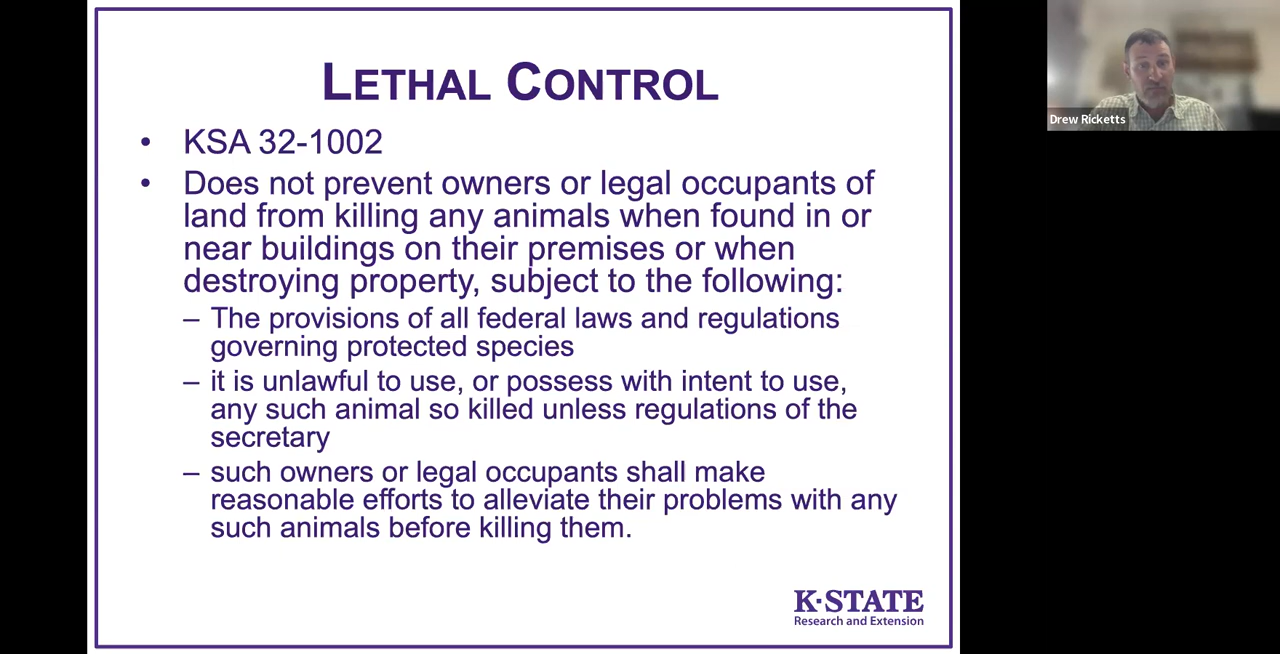 LETHAL CONTROL
• KSA 32-1002
• Does not prevent owners or legal occupants of
land from killing any animals when found in or
near buildings on their premises or when
destroying property, subject to the following:
– The provisions of all federal laws and regulations
governing protected species
– it is unlawful to use, or possess with intent to use,
any such animal so killed unless regulations of the
secretary
– such owners or legal occupants shall make
reasonable efforts to alleviate their problems with any
such animals before killing them.
K·STATE
Research and Extension
Drew Ricketts